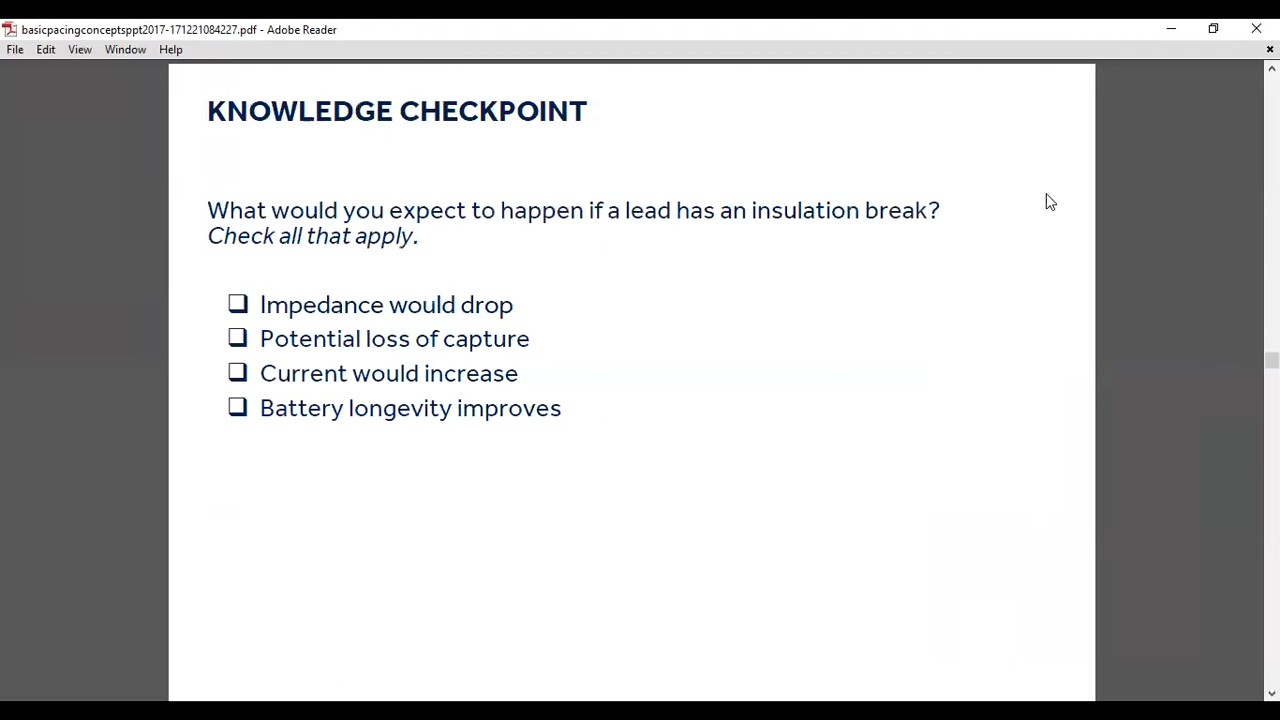 basicpacingconceptsppt2017-171221084227.pdf - Adobe Reader
File Edit View Window Help
KNOWLEDGE CHECKPOINT
What would you expect to happen if a lead has an insulation break?
Check all that apply.
Impedance would drop
Potential loss of capture
Current would increase
Battery longevity improves